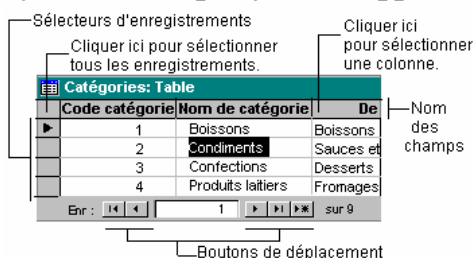 Sélecteurs d'enregistrements
Cliquer ici pour sélectionner
tous les enregistrements.
Cliquer ici
pour sélectionner
une colonne.
Catégories: Table
Code catégorie Nom de catégorie De
1 Boissons Boissons
2 Condiments Sauces et
3 Confections Desserts
4 Produits laitiers Fromages
Enr : 1 sur 9
Nom
des
champs
Boutons de déplacement